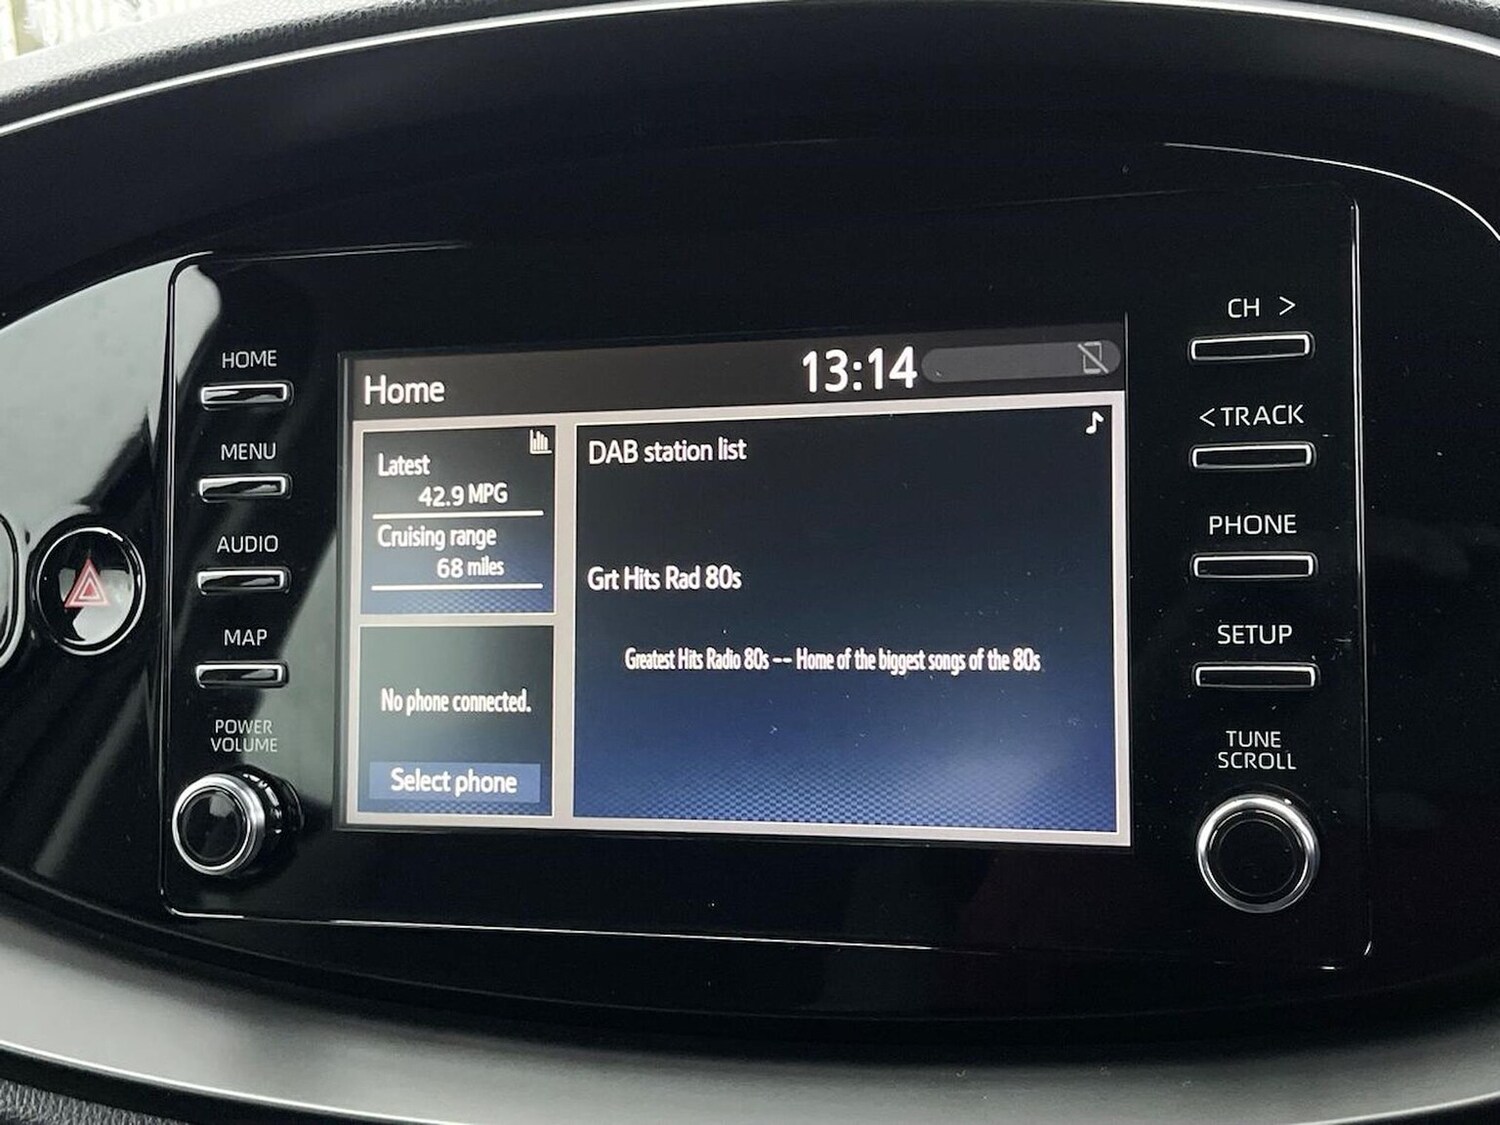 HOME
MENU
AUDIO
MAP
POWER
VOLUME
Home
13:14
Latest
42.9 MPG
Cruising range
68 miles
No phone connected.
Select phone
DAB station list
Grt Hits Rad 80s
Greatest Hits Radio 80s -- Home of the biggest songs of the 80s
CH >
< TRACK
PHONE
SETUP
TUNE
SCROLL